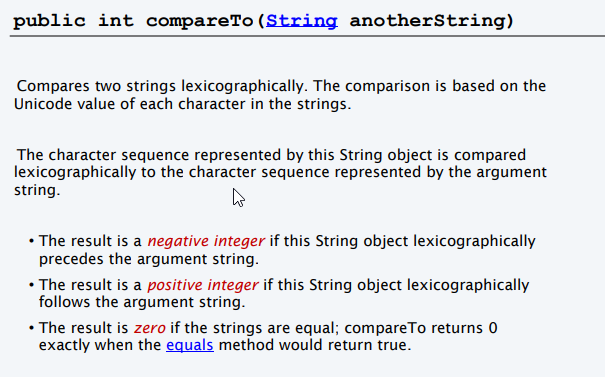 public int compareTo(String anotherString)
Compares two strings lexicographically. The comparison is based on the
Unicode value of each character in the strings.
The character sequence represented by this String object is compared
lexicographically to the character sequence represented by the argument
string.
• The result is a negative integer if this String object lexicographically
precedes the argument string.
• The result is a positive integer if this String object lexicographically
follows the argument string.
• The result is zero if the strings are equal; compareTo returns 0
exactly when the equals method would return true.